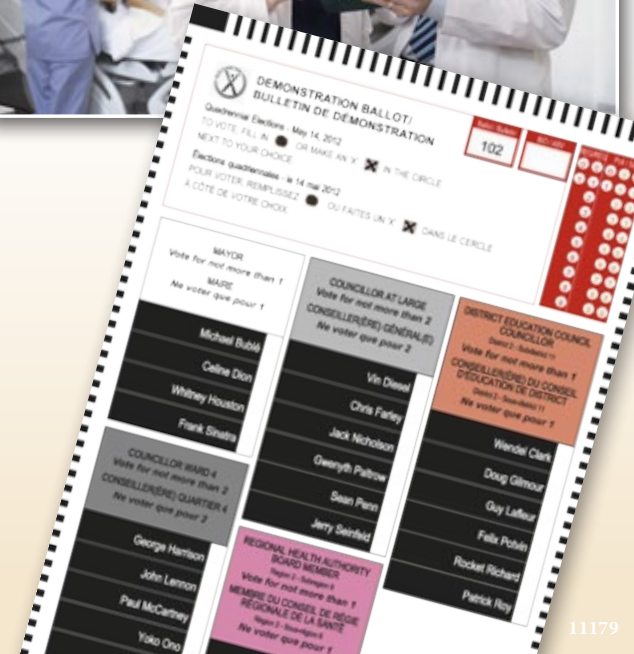 DEMONSTRATION BALLOT/
BULLETIN DE DÉMONSTRATION
Quadrennial Elections - May 14, 2012
TO VOTE, FILL IN OR MAKE AN 'X' IN THE CIRCLE
NEXT TO YOUR CHOICE
Élections quadriennales - le 14 mai 2012
POUR VOTER, REMPLISSEZ OU FAITES UN 'X' DANS LE CERCLE
À CÔTÉ DE VOTRE CHOIX
102
MAYOR
Vote for not more than 1
MAIRE
Ne voter que pour 1
Michael Bublé
Celine Dion
Whitney Houston
Frank Sinatra
COUNCILLOR WARD 4
Vote for not more than 2
CONSEILLER(ÈRE) QUARTIER 4
Ne voter que pour 2
George Harrison
John Lennon
Paul McCartney
Yoko Ono
COUNCILLOR AT LARGE
Vote for not more than 2
CONSEILLER(ÈRE) GÉNÉRAL(E)
Ne voter que pour 2
Vin Diesel
Chris Farley
Jack Nicholson
Gwenyth Paltrow
Sean Penn
Jerry Seinfeld
REGIONAL HEALTH AUTHORITY
BOARD MEMBER
Vote for not more than 1
MEMBRE DU CONSEIL DE RÉGIE
RÉGIONALE DE LA SANTÉ
Ne voter que pour 1
DISTRICT EDUCATION COUNCIL
COUNCILLOR
Vote for not more than 1
CONSEILLER(ÈRE) DU CONSEIL
D'ÉDUCATION DE DISTRICT
Ne voter que pour 1
Wendel Clark
Doug Gilmour
Guy Lafleur
Felix Potvin
Rocket Richard
Patrick Roy
11179